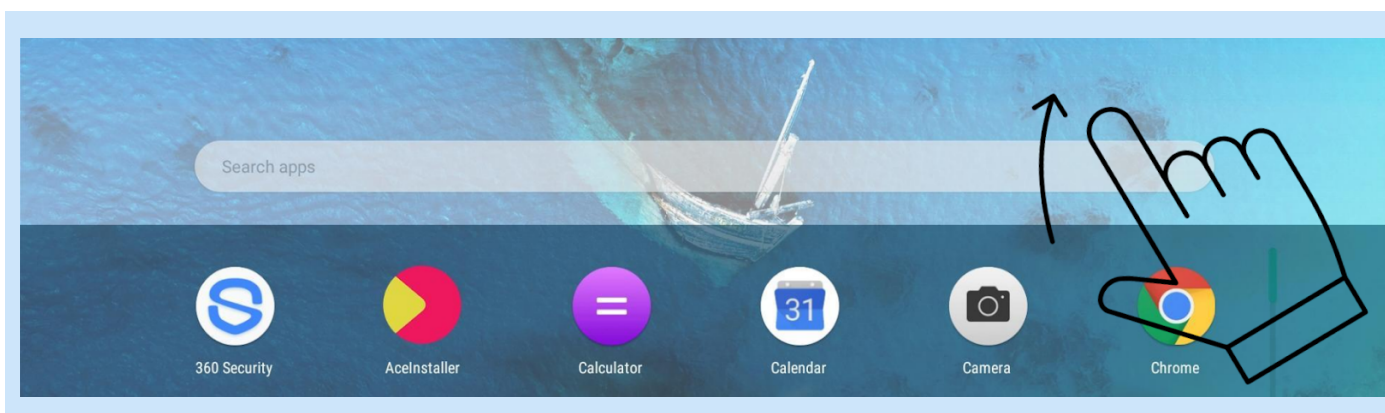 Search apps
31
360 Security
AceInstaller
Calculator
Calendar
Camera
Chrome